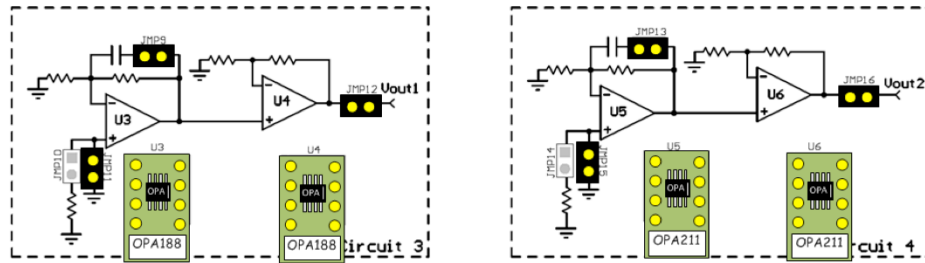 JMP9
U3
U4
JMP12
Vout1
JMP10
JMP11
U3
OPA
OPA188
U4
OPA
OPA188
Circuit 3
JMP13
U5
U6
JMP16
Vout2
JMP14
JMP15
U5
OPA
OPA211
U6
OPA
OPA211
rcuit 4